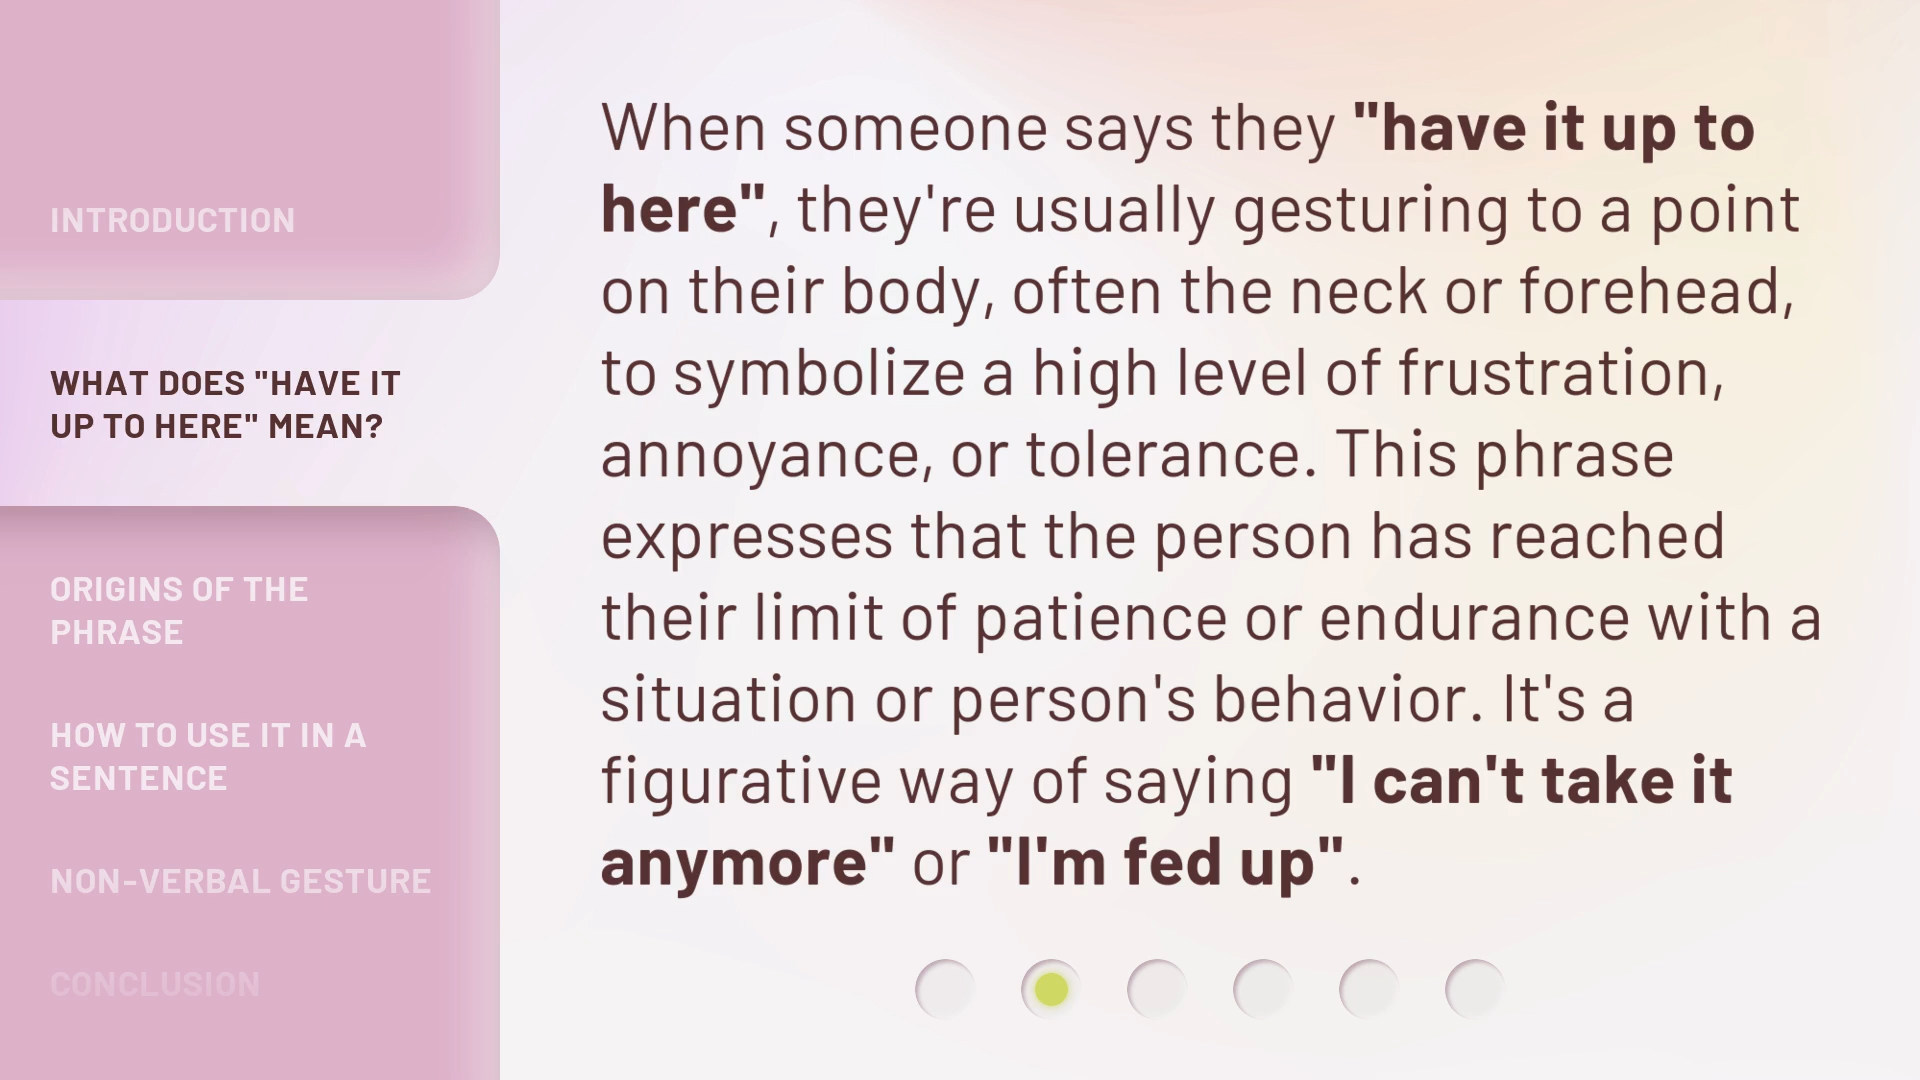 INTRODUCTION
WHAT DOES "HAVE IT
UP TO HERE" MEAN?
ORIGINS OF THE
PHRASE
HOW TO USE IT IN A
SENTENCE
NON-VERBAL GESTURE
CONCLUSION
When someone says they "have it up to
here", they're usually gesturing to a point
on their body, often the neck or forehead,
to symbolize a high level of frustration,
annoyance, or tolerance. This phrase
expresses that the person has reached
their limit of patience or endurance with a
situation or person's behavior. It's a
figurative way of saying "I can't take it
anymore" or "I'm fed up".